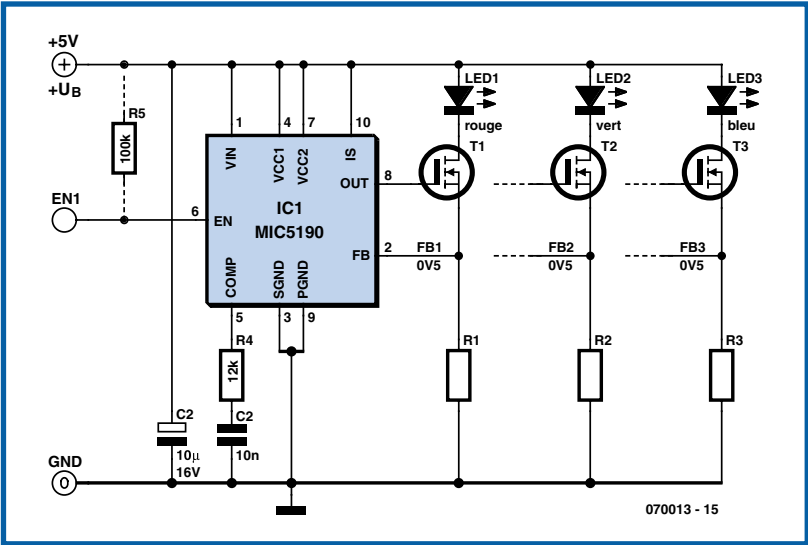 +5V
+UB
R5
100k
EN1
1
4
7
10
VIN
VCC1
VCC2
IS
6
EN
OUT
8
IC1
MIC5190
FB
2
COMP
SGND
PGND
5
3
9
R4
12k
C2
10n
C2
10µ
16V
GND
0
LED1
rouge
T1
FB1
0V5
R1
LED2
vert
T2
FB2
0V5
R2
LED3
bleu
T3
FB3
0V5
R3
070013 - 15